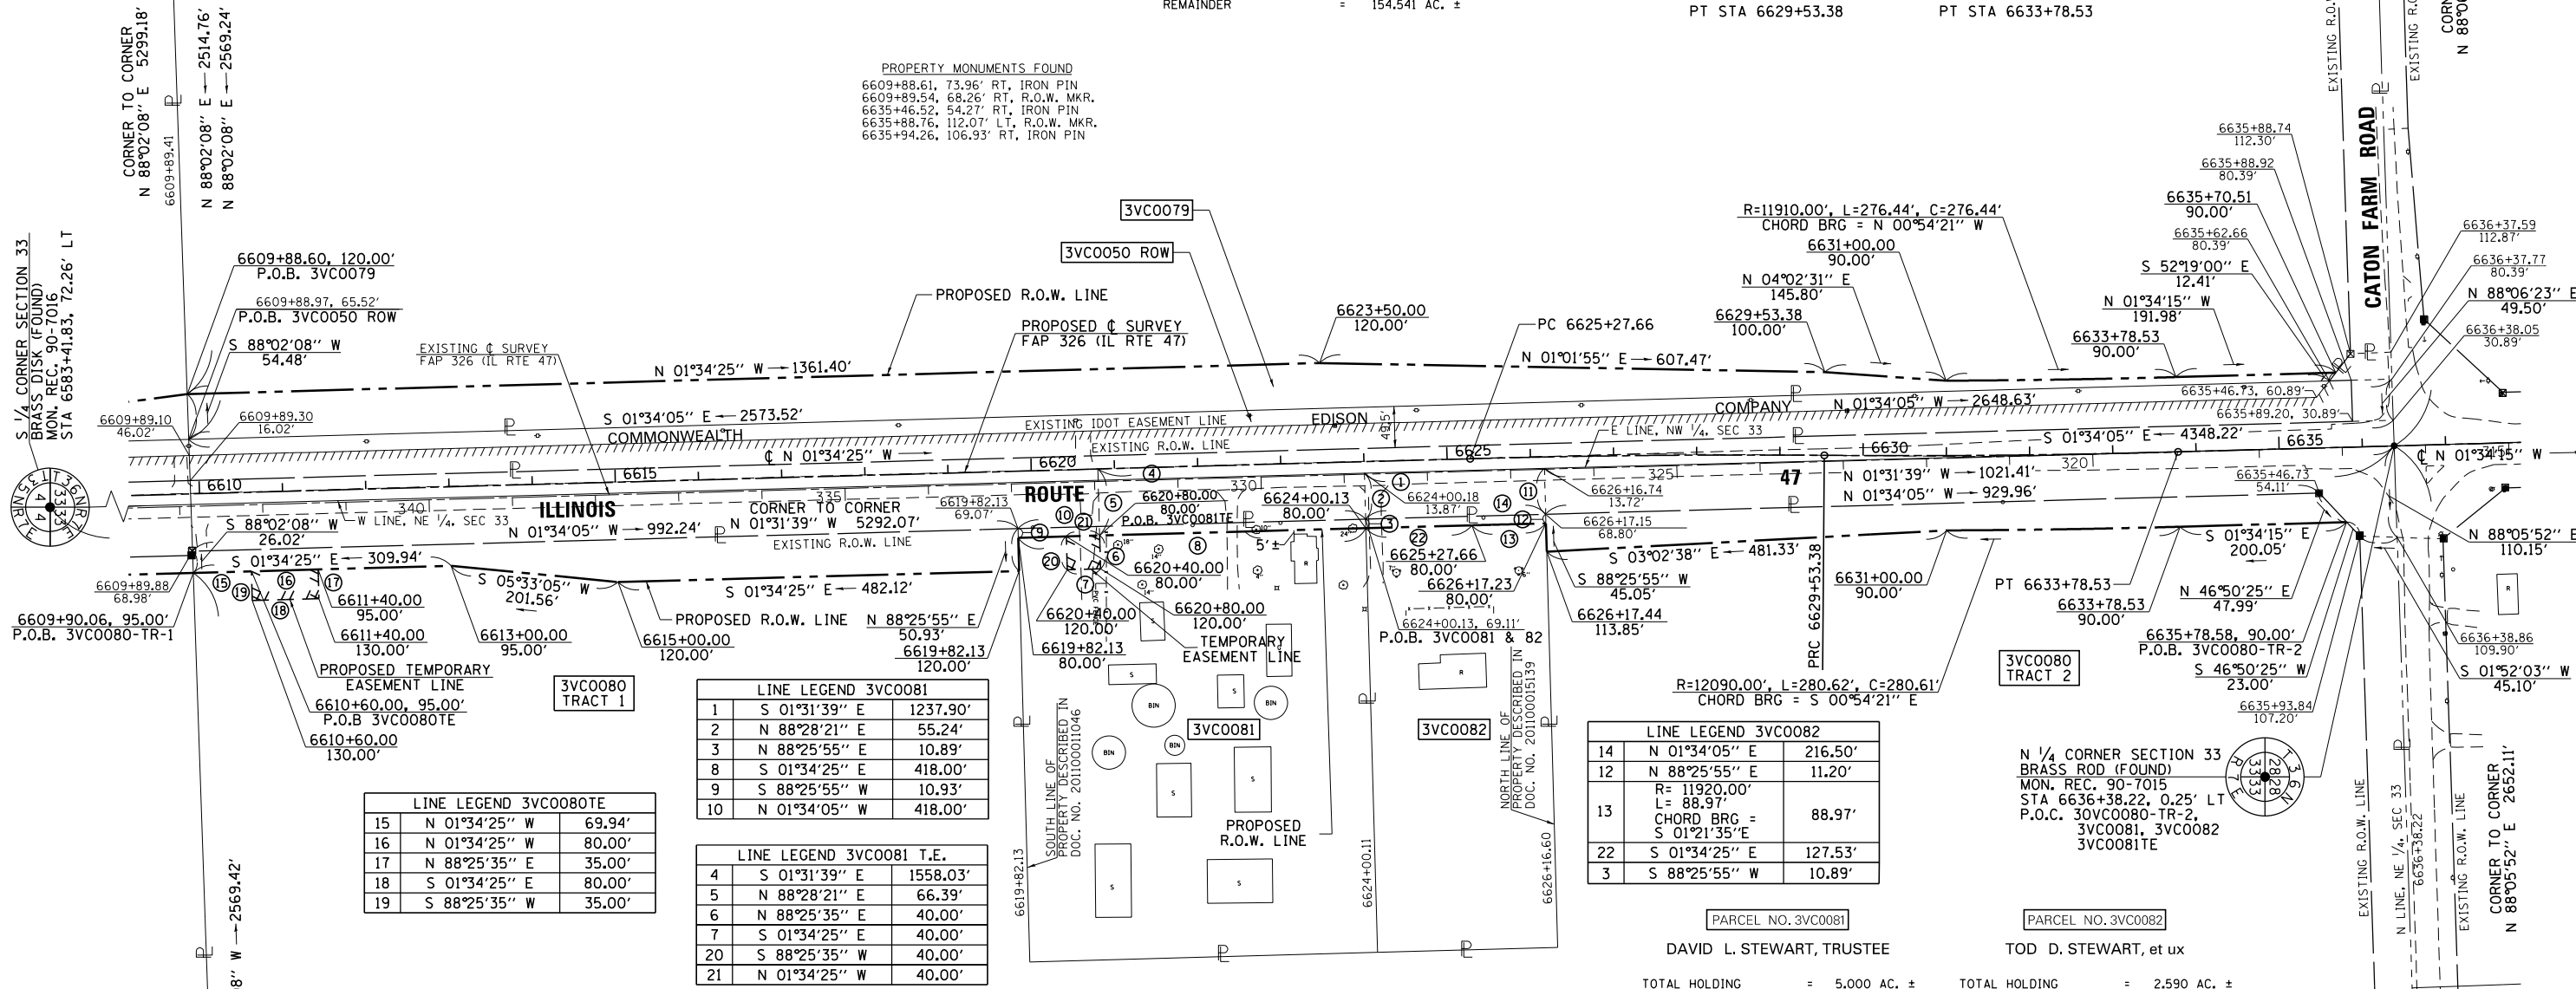 REMAINDER = 154.541 AC. ±
PT STA 6629+53.38
PT STA 6633+78.53
CORNER TO CORNER
N 88°02'08" E 5299.18'
6609+89.41
N 88°02'08" E 2514.76'
N 88°02'08" E 2569.24'
PROPERTY MONUMENTS FOUND
6609+88.61, 73.96' RT, IRON PIN
6609+89.54, 68.26' RT, R.O.W. MKR.
6635+46.52, 54.27' RT, IRON PIN
6635+88.76, 112.07' LT, R.O.W. MKR.
6635+94.26, 106.93' RT, IRON PIN
S 1/4 CORNER SECTION 33
BRASS DISK (FOUND)
MON. REC. 90-7016
STA 6583+41.83, 72.26' LT
6609+88.60, 120.00'
P.O.B. 3VC0079
6609+88.97, 65.52'
P.O.B. 3VC0050 ROW
S 88°02'08" W
54.48'
EXISTING ℄ SURVEY
FAP 326 (IL RTE 47)
PROPOSED R.O.W. LINE
PROPOSED ℄ SURVEY
FAP 326 (IL RTE 47)
3VC0079
3VC0050 ROW
6623+50.00
120.00'
PC 6625+27.66
R=11910.00', L=276.44', C=276.44'
CHORD BRG = N 00°54'21" W
6631+00.00
90.00'
N 04°02'31" E
145.80'
6629+53.38
100.00'
6635+88.74
112.30'
6635+88.92
80.39'
6635+70.51
90.00'
6635+62.66
80.39'
S 52°19'00" E
12.41'
N 01°34'15" W
191.98'
6633+78.53
90.00'
EXISTING R.O.W.
CATON FARM ROAD
EXISTING R.O.
CORN
N 88°0
6636+37.59
112.87'
6636+37.77
80.39'
N 88°06'23" E
49.50'
6636+38.05
30.89'
N 01°34'25" W 1361.40'
N 01°01'55" E 607.47'
6609+89.10
46.02'
6609+89.30
16.02'
S 01°34'05" E 2573.52'
COMMONWEALTH
EXISTING IDOT EASEMENT LINE
EDISON
49.5'
COMPANY
N 01°34'05" W 2648.63'
6635+46.73, 60.89'
6635+89.20, 30.89'
EXISTING R.O.W. LINE
E LINE, NW 1/4, SEC 33
S 01°34'05" E 4348.22'
℄ N 01°34'25" W
6610
6615
6620
6625
6630
6635
℄ N 01°34'15" W
340
335
330
325
320
315
W LINE, NE 1/4, SEC 33
ILLINOIS
ROUTE
47
CORNER TO CORNER
N 01°31'39" W 5292.07'
N 01°34'05" W 992.24'
EXISTING R.O.W. LINE
6619+82.13
69.07'
6620+80.00
80.00'
P.O.B. 3VC0081TE
6624+00.13
80.00'
6624+00.18
13.87'
6626+16.74
13.72'
6626+17.15
68.80'
N 01°31'39" W 1021.41'
N 01°34'05" W 929.96'
6635+46.73
54.11'
N 88°05'52" E
110.15'
S 88°02'08" W
26.02'
S 01°34'25" E 309.94'
6609+89.88
68.98'
6609+90.06, 95.00'
P.O.B. 3VC0080-TR-1
6611+40.00
95.00'
6611+40.00
130.00'
PROPOSED TEMPORARY
EASEMENT LINE
6610+60.00, 95.00'
P.O.B 3VC0080TE
6610+60.00
130.00'
6613+00.00
95.00'
S 05°33'05" W
201.56'
6615+00.00
120.00'
S 01°34'25" E 482.12'
PROPOSED R.O.W. LINE
N 88°25'55" E
50.93'
6619+82.13
120.00'
6619+82.13
80.00'
6620+40.00
120.00'
6620+40.00
80.00'
6620+80.00
120.00'
TEMPORARY
EASEMENT LINE
5'±
6625+27.66
80.00'
6626+17.23
80.00'
6624+00.13, 69.11'
P.O.B. 3VC0081 & 82
S 03°02'38" E 481.33'
S 88°25'55" W
45.05'
6626+17.44
113.85'
PRC 6629+53.38
6631+00.00
90.00'
PT 6633+78.53
6633+78.53
90.00'
S 01°34'15" E
200.05'
N 46°50'25" E
47.99'
6635+78.58, 90.00'
P.O.B. 3VC0080-TR-2
S 46°50'25" W
23.00'
6635+93.84
107.20'
6636+38.86
109.90'
S 01°52'03" W
45.10'
3VC0080
TRACT 1
3VC0080
TRACT 2
R=12090.00', L=280.62', C=280.61'
CHORD BRG = S 00°54'21" E
LINE LEGEND 3VC0081
1 S 01°31'39" E 1237.90'
2 N 88°28'21" E 55.24'
3 N 88°25'55" E 10.89'
8 S 01°34'25" E 418.00'
9 S 88°25'55" W 10.93'
10 N 01°34'05" W 418.00'
LINE LEGEND 3VC0081 T.E.
4 S 01°31'39" E 1558.03'
5 N 88°28'21" E 66.39'
6 N 88°25'35" E 40.00'
7 S 01°34'25" E 40.00'
20 S 88°25'35" W 40.00'
21 N 01°34'25" W 40.00'
LINE LEGEND 3VC0080TE
15 N 01°34'25" W 69.94'
16 N 01°34'25" W 80.00'
17 N 88°25'35" E 35.00'
18 S 01°34'25" E 80.00'
19 S 88°25'35" W 35.00'
LINE LEGEND 3VC0082
14 N 01°34'05" E 216.50'
12 N 88°25'55" E 11.20'
13 R= 11920.00' L= 88.97' CHORD BRG = S 01°21'35"E 88.97'
22 S 01°34'25" E 127.53'
3 S 88°25'55" W 10.89'
SOUTH LINE OF
PROPERTY DESCRIBED IN
DOC. NO. 201100011046
6619+82.13
3VC0081
BIN
BIN
BIN
BIN
PROPOSED
R.O.W. LINE
6624+00.11
3VC0082
NORTH LINE OF
PROPERTY DESCRIBED IN
DOC. NO. 201100015139
6626+16.60
N 1/4 CORNER SECTION 33
BRASS ROD (FOUND)
MON. REC. 90-7015
STA 6636+38.22, 0.25' LT
P.O.C. 30VC0080-TR-2,
3VC0081, 3VC0082
3VC0081TE
EXISTING R.O.W. LINE
N LINE, NE 1/4, SEC 33
6636+38.22
EXISTING R.O.W. LINE
CORNER TO CORNER
N 88°05'52" E 2652.11'
08" W 2569.42'
PARCEL NO. 3VC0081
DAVID L. STEWART, TRUSTEE
TOTAL HOLDING = 5.000 AC. ±
PARCEL NO. 3VC0082
TOD D. STEWART, et ux
TOTAL HOLDING = 2.590 AC. ±